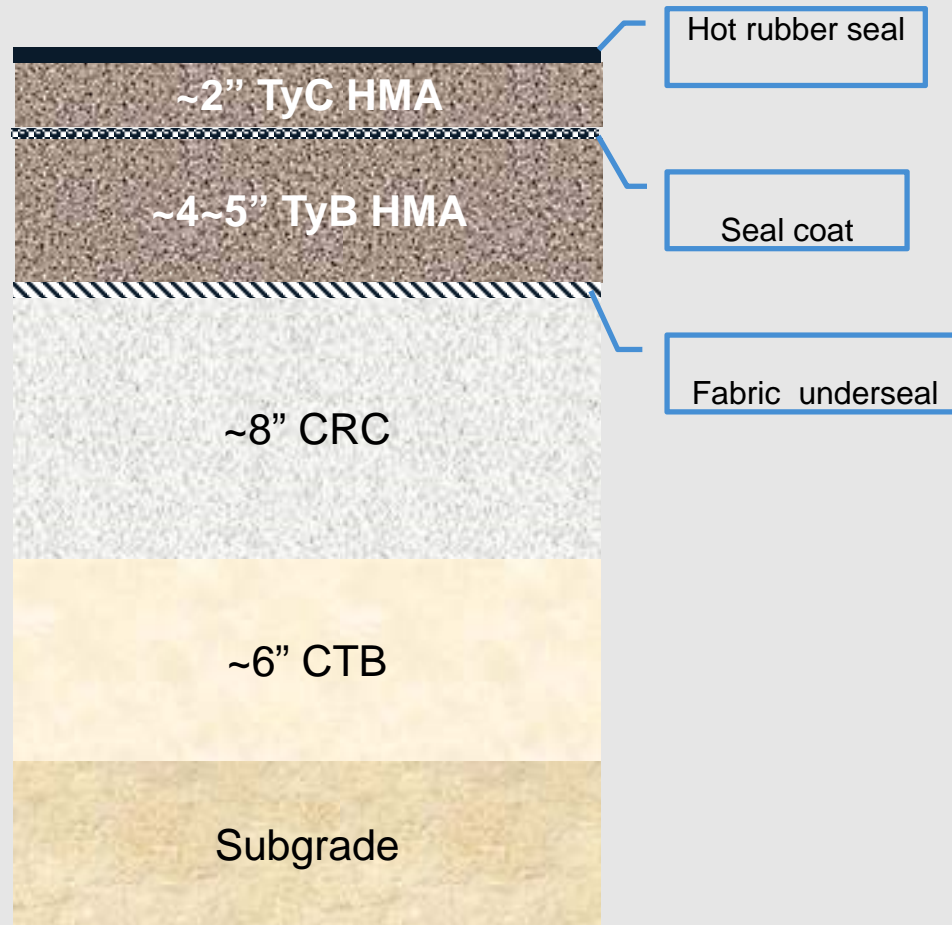 Hot rubber seal
~2” TyC HMA
~4~5” TyB HMA
Seal coat
Fabric underseal
~8” CRC
~6” CTB
Subgrade